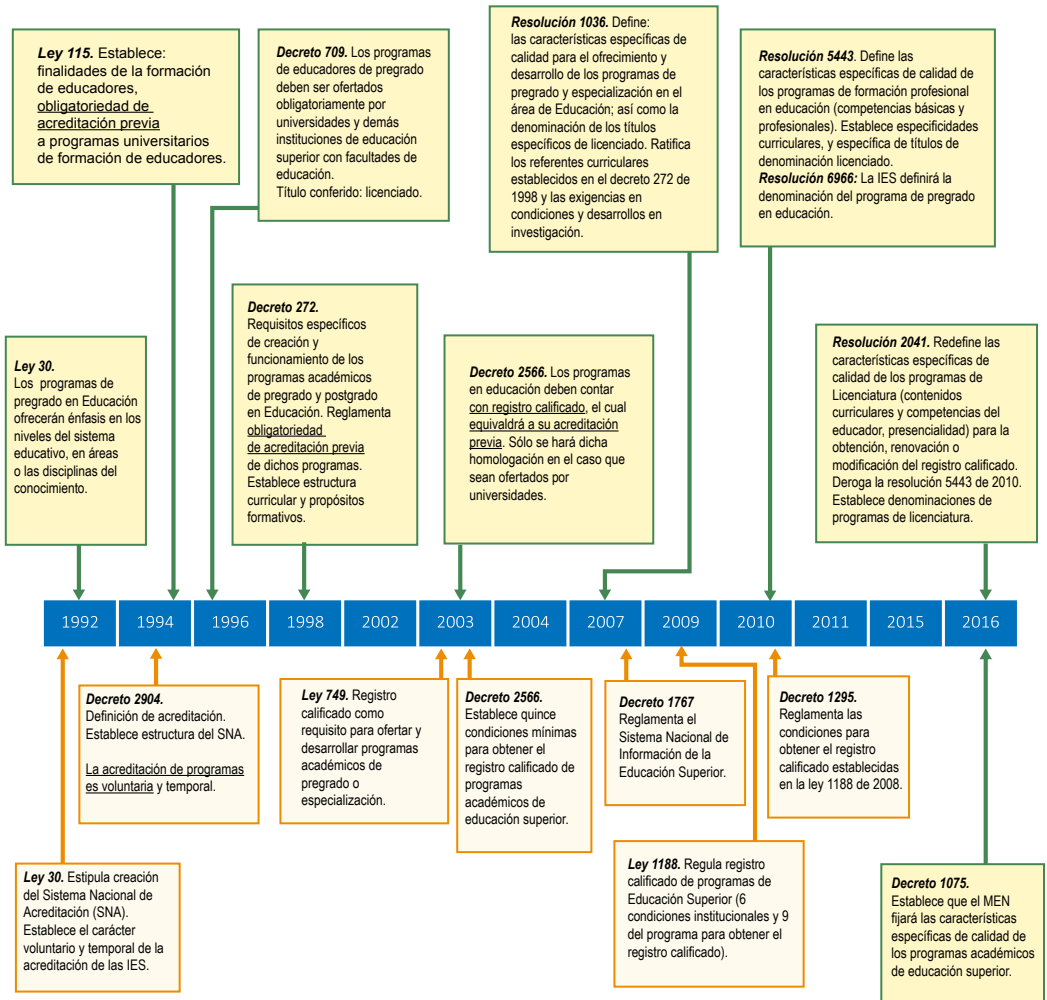 Ley 115. Establece:
finalidades de la formación
de educadores,
obligatoriedad de
acreditación previa
a programas universitarios
de formación de educadores.
Decreto 709. Los programas
de educadores de pregrado
deben ser ofertados
obligatoriamente por
universidades y demás
instituciones de educación
superior con facultades de
educación.
Título conferido: licenciado.
Resolución 1036. Define:
las características específicas de
calidad para el ofrecimiento y
desarrollo de los programas de
pregrado y especialización en el
área de Educación; así como la
denominación de los títulos
específicos de licenciado. Ratifica
los referentes curriculares
establecidos en el decreto 272 de
1998 y las exigencias en
condiciones y desarrollos en
investigación.
Resolución 5443. Define las
características específicas de calidad de
los programas de formación profesional
en educación (competencias básicas y
profesionales). Establece especificidades
curriculares, y específica de títulos de
denominación licenciado.
Resolución 6966: La IES definirá la
denominación del programa de pregrado
en educación.
Ley 30.
Los programas de
pregrado en Educación
ofrecerán énfasis en los
niveles del sistema
educativo, en áreas
o las disciplinas del
conocimiento.
Decreto 272.
Requisitos específicos
de creación y
funcionamiento de los
programas académicos
de pregrado y postgrado
en Educación. Reglamenta
obligatoriedad
de acreditación previa
de dichos programas.
Establece estructura
curricular y propósitos
formativos.
Decreto 2566. Los programas
en educación deben contar
con registro calificado, el cual
equivaldrá a su acreditación
previa. Sólo se hará dicha
homologación en el caso que
sean ofertados por
universidades.
Resolución 2041. Redefine las
características específicas de
calidad de los programas de
Licenciatura (contenidos
curriculares y competencias del
educador, presencialidad) para la
obtención, renovación o
modificación del registro calificado.
Deroga la resolución 5443 de 2010.
Establece denominaciones de
programas de licenciatura.
1992 1994 1996 1998 2002 2003 2004 2007 2009 2010 2011 2015 2016
Decreto 2904.
Definición de acreditación.
Establece estructura del SNA.
La acreditación de programas
es voluntaria y temporal.
Ley 749. Registro
calificado como
requisito para ofertar y
desarrollar programas
académicos de
pregrado o
especialización.
Decreto 2566.
Establece quince
condiciones mínimas
para obtener el
registro calificado de
programas
académicos de
educación superior.
Decreto 1767
Reglamenta el
Sistema Nacional de
Información de la
Educación Superior.
Decreto 1295.
Reglamenta las
condiciones para
obtener el registro
calificado establecidas
en la ley 1188 de 2008.
Ley 30. Estipula creación
del Sistema Nacional de
Acreditación (SNA).
Establece el carácter
voluntario y temporal de la
acreditación de las IES.
Ley 1188. Regula registro
calificado de programas de
Educación Superior (6
condiciones institucionales y 9
del programa para obtener el
registro calificado).
Decreto 1075.
Establece que el MEN
fijará las características
específicas de calidad de
los programas académicos
de educación superior.